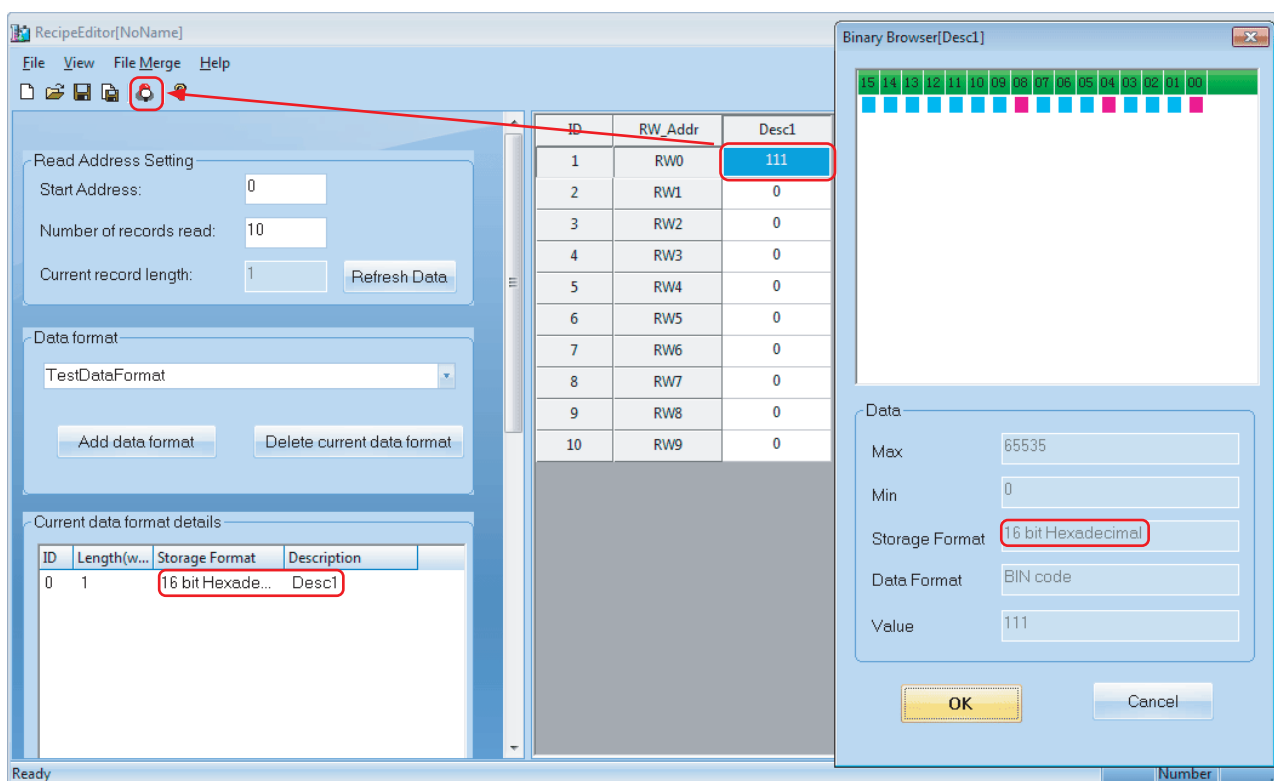 RecipeEditor[NoName]
File View File Merge Help
Read Address Setting
Start Address: 0
Number of records read: 10
Current record length: 1 Refresh Data
Data format
TestDataFormat
Add data format Delete current data format
Current data format details
ID Length(w... Storage Format Description
0 1 16 bit Hexade... Desc1
ID RW_Addr Desc1
1 RW0 111
2 RW1 0
3 RW2 0
4 RW3 0
5 RW4 0
6 RW5 0
7 RW6 0
8 RW7 0
9 RW8 0
10 RW9 0
Binary Browser[Desc1]
15 14 13 12 11 10 09 08 07 06 05 04 03 02 01 00
Data
Max 65535
Min 0
Storage Format 16 bit Hexadecimal
Data Format BIN code
Value 111
OK Cancel
Ready Number